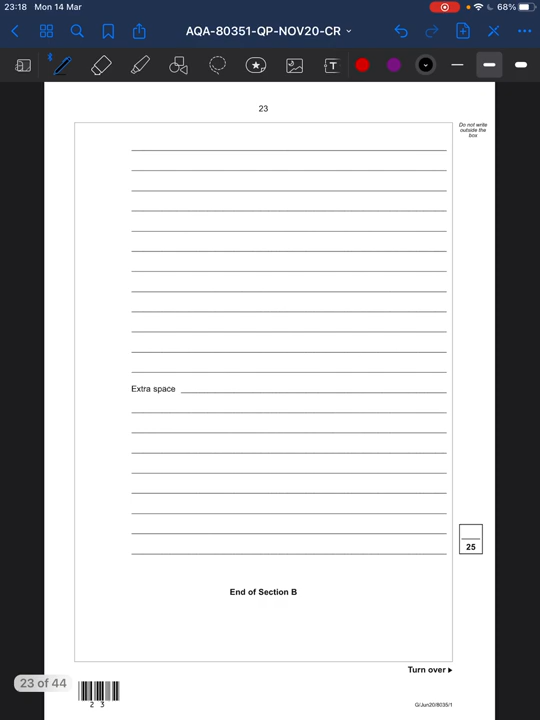 23:18 Mon 14 Mar
68%
AQA-80351-QP-NOV20-CR
T
23
Do not write
outside the
box
Extra space
25
End of Section B
Turn over
23 of 44
2 3
G/Jun20/8035/1